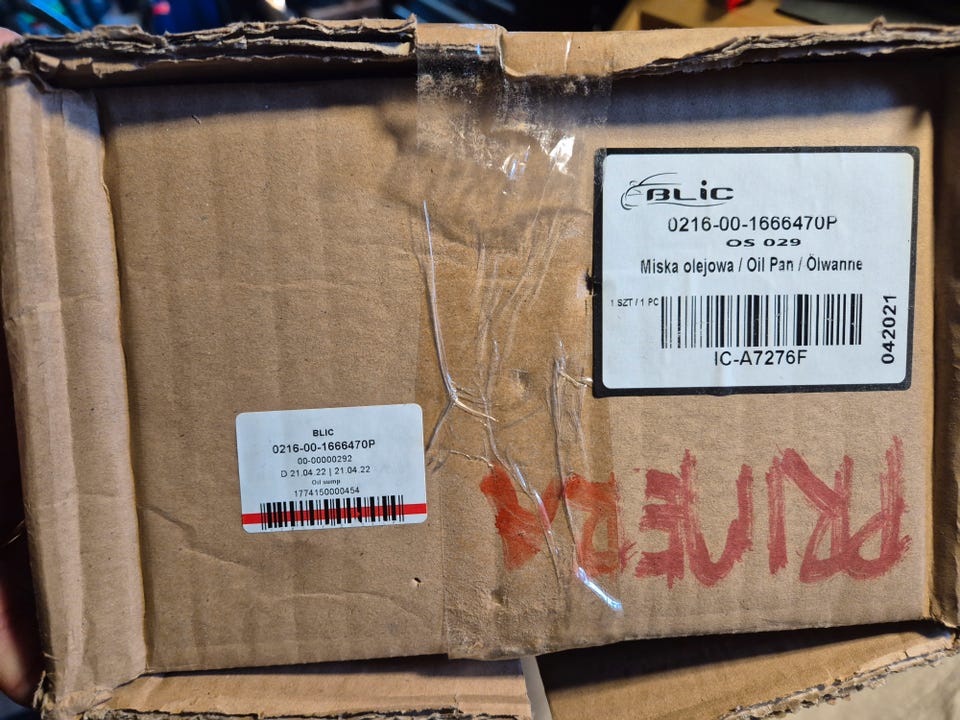 BLIC
0216-00-1666470P
OS 029
Miska olejowa / Oil Pan / Ölwanne
1 SZT / 1 PC
IC-A7276F
042021
BLIC
0216-00-1666470P
00-00000292
D 21.04.22 | 21.04.22
Oil sump
1774150000454
PRIMERA